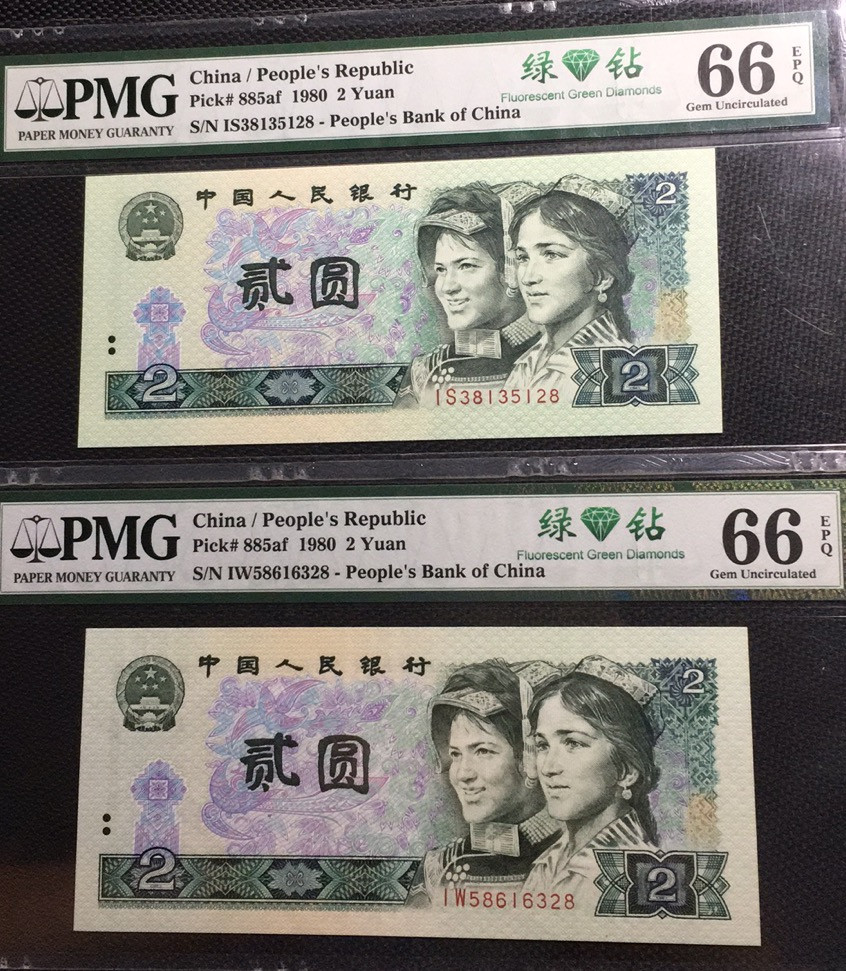 PMG
PAPER MONEY GUARANTY
China / People's Republic
Pick# 885af 1980 2 Yuan
S/N IS38135128 - People's Bank of China
绿 钻
Fluorescent Green Diamonds
66
EPQ
Gem Uncirculated
中国人民银行
2
贰圆
2
2
IS38135128
PMG
PAPER MONEY GUARANTY
China / People's Republic
Pick# 885af 1980 2 Yuan
S/N IW58616328 - People's Bank of China
绿 钻
Fluorescent Green Diamonds
66
EPQ
Gem Uncirculated
中国人民银行
2
贰圆
2
2
IW58616328